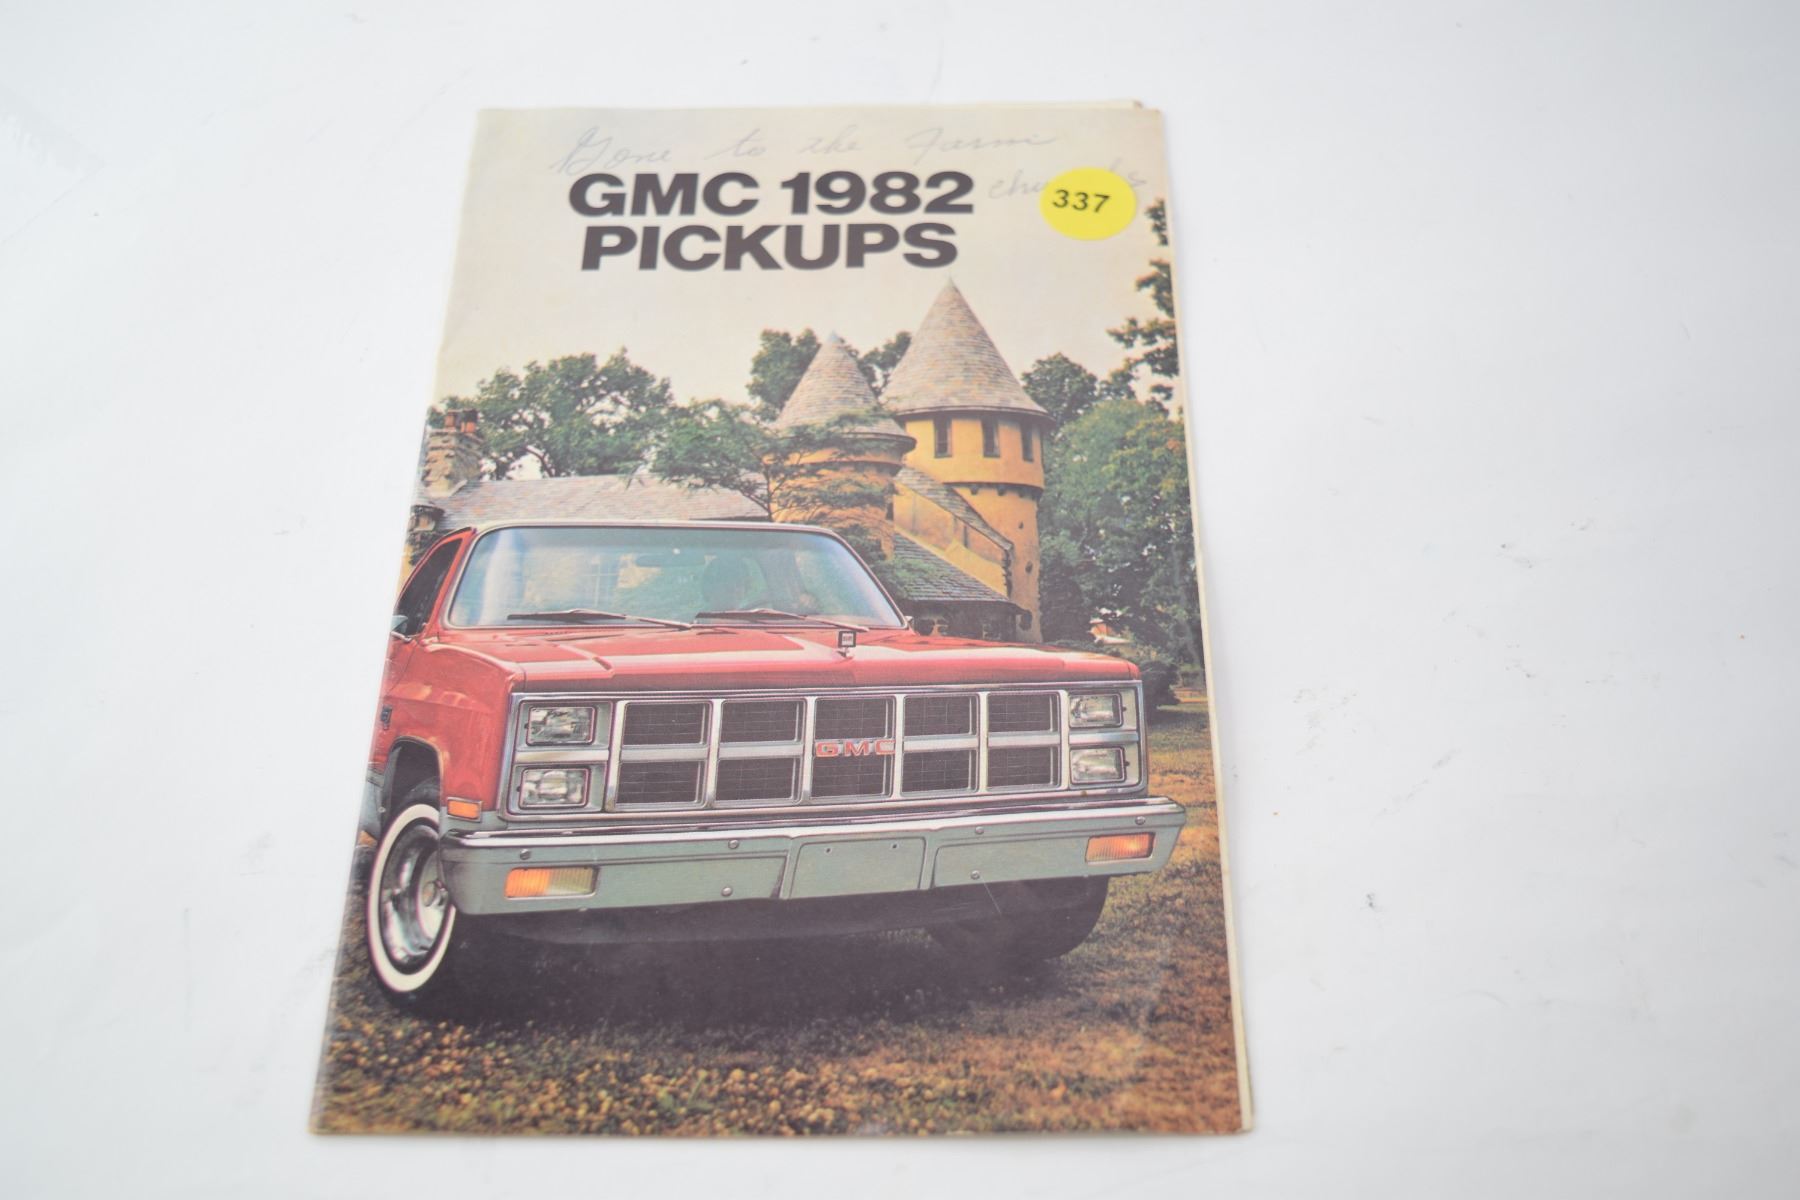 Gone to the Farm
GMC 1982
337
PICKUPS
GMC